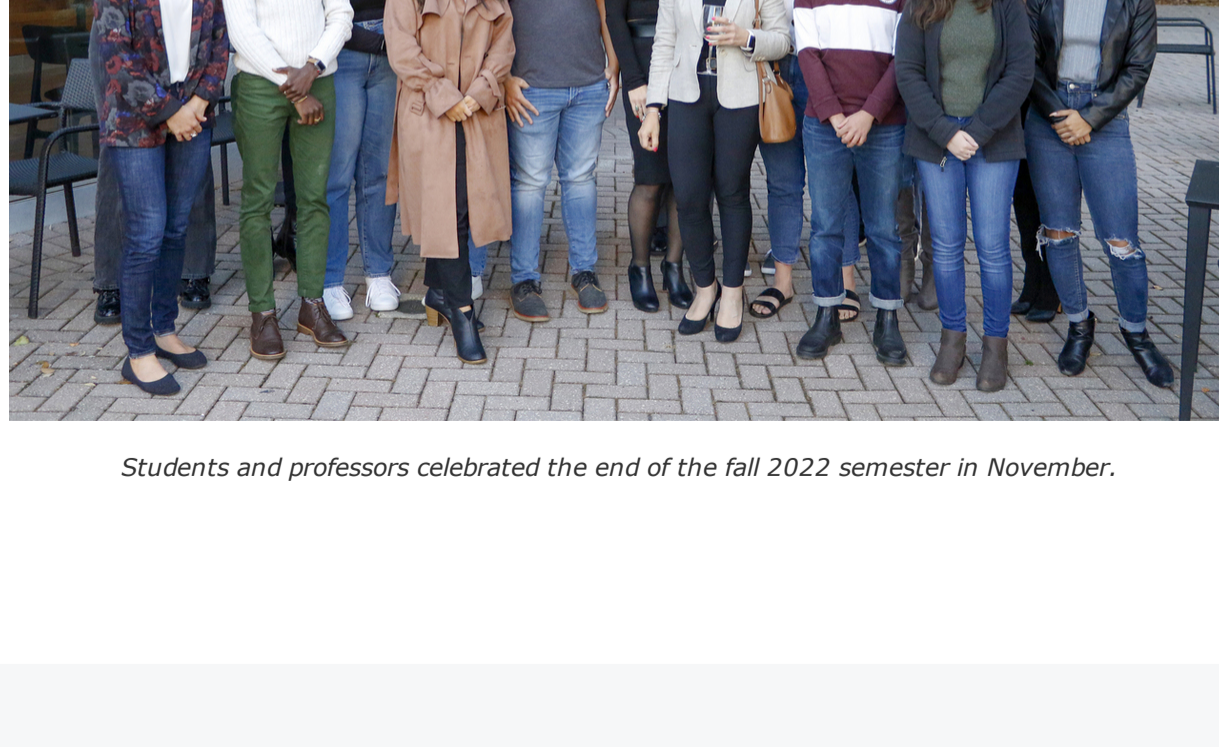 Students and professors celebrated the end of the fall 2022 semester in November.